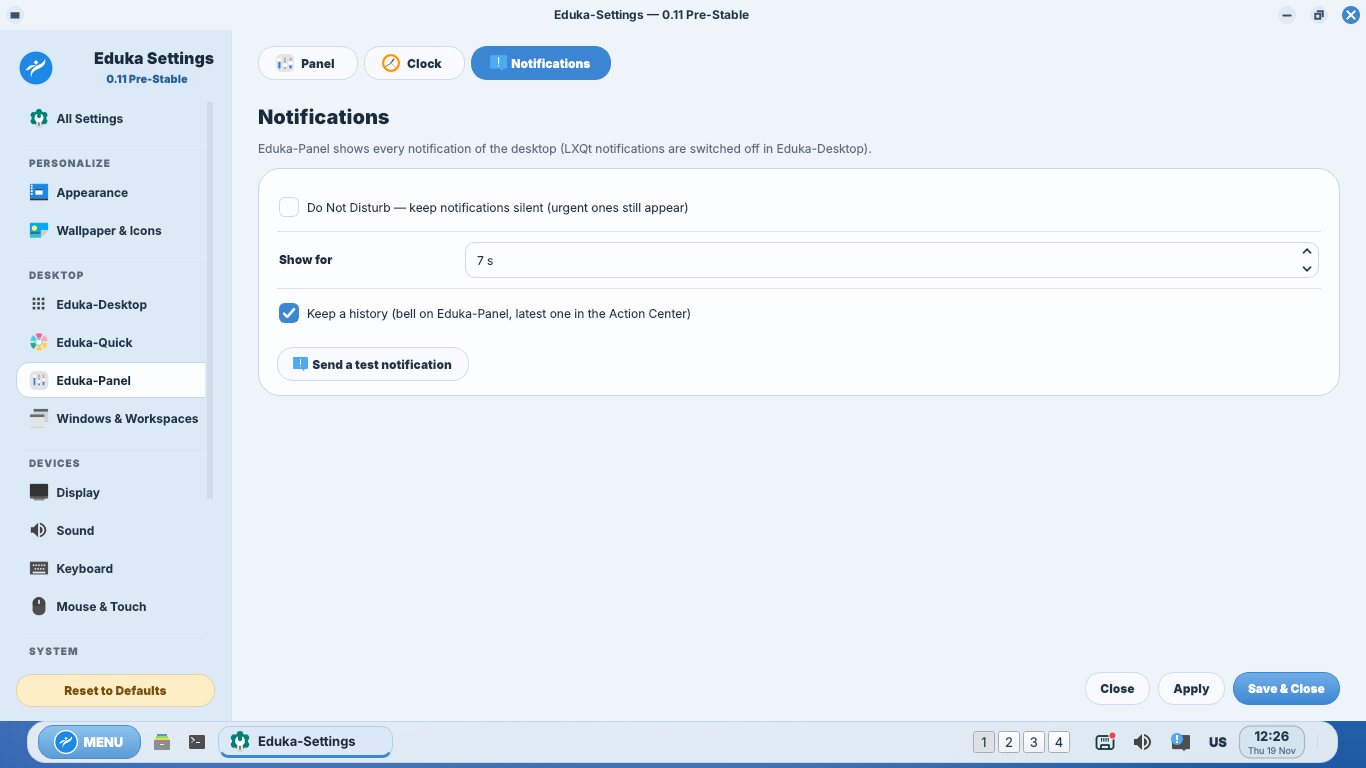 Eduka-Settings — 0.11 Pre-Stable
Eduka Settings
0.11 Pre-Stable
All Settings
PERSONALIZE
Appearance
Wallpaper & Icons
DESKTOP
Eduka-Desktop
Eduka-Quick
Eduka-Panel
Windows & Workspaces
DEVICES
Display
Sound
Keyboard
Mouse & Touch
SYSTEM
Reset to Defaults
Panel
Clock
Notifications
Notifications
Eduka-Panel shows every notification of the desktop (LXQt notifications are switched off in Eduka-Desktop).
Do Not Disturb — keep notifications silent (urgent ones still appear)
Show for
7 s
Keep a history (bell on Eduka-Panel, latest one in the Action Center)
Send a test notification
Close
Apply
Save & Close
MENU
Eduka-Settings
1
2
3
4
US
12:26
Thu 19 Nov